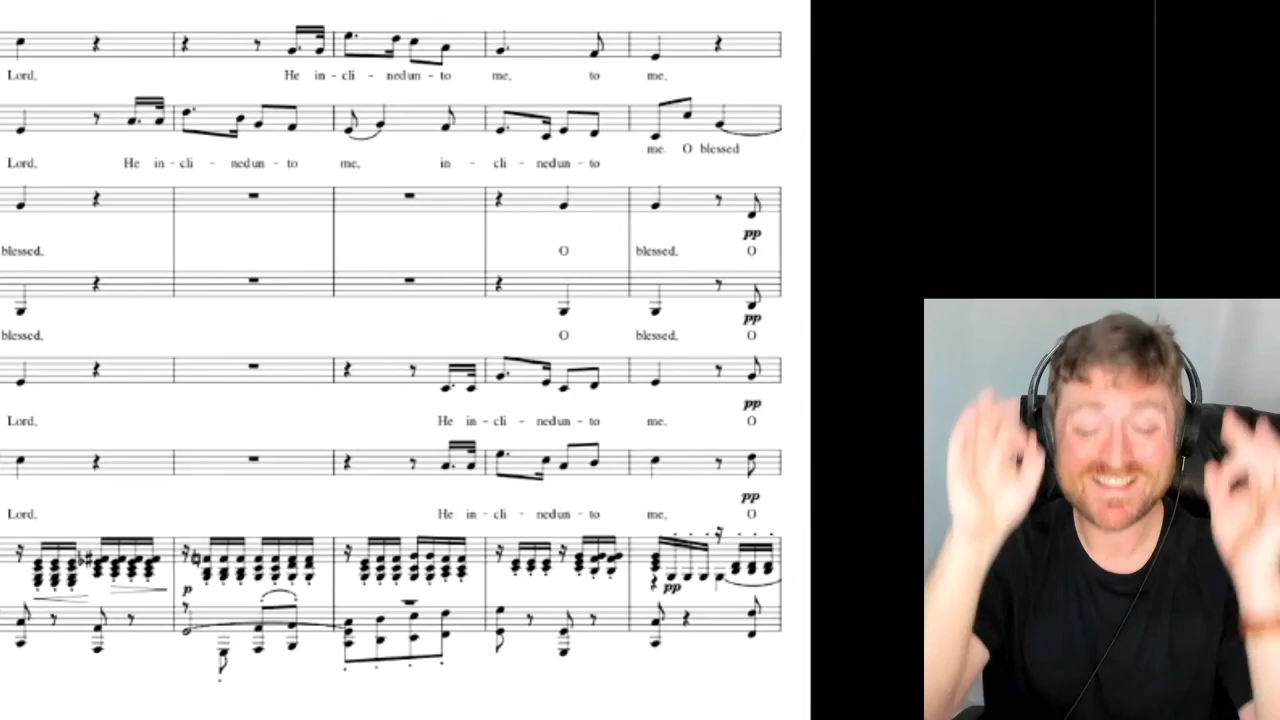 Lord, He in - cli - ned un - to me, to me,
me. O blessed
Lord, He in - cli - ned un - to me, in - cli - ned un - to
pp
blessed, O blessed, O
pp
blessed, O blessed, O
pp
Lord, He in - cli - ned un - to me, O
pp
Lord, He in - cli - ned un - to me, O
p pp